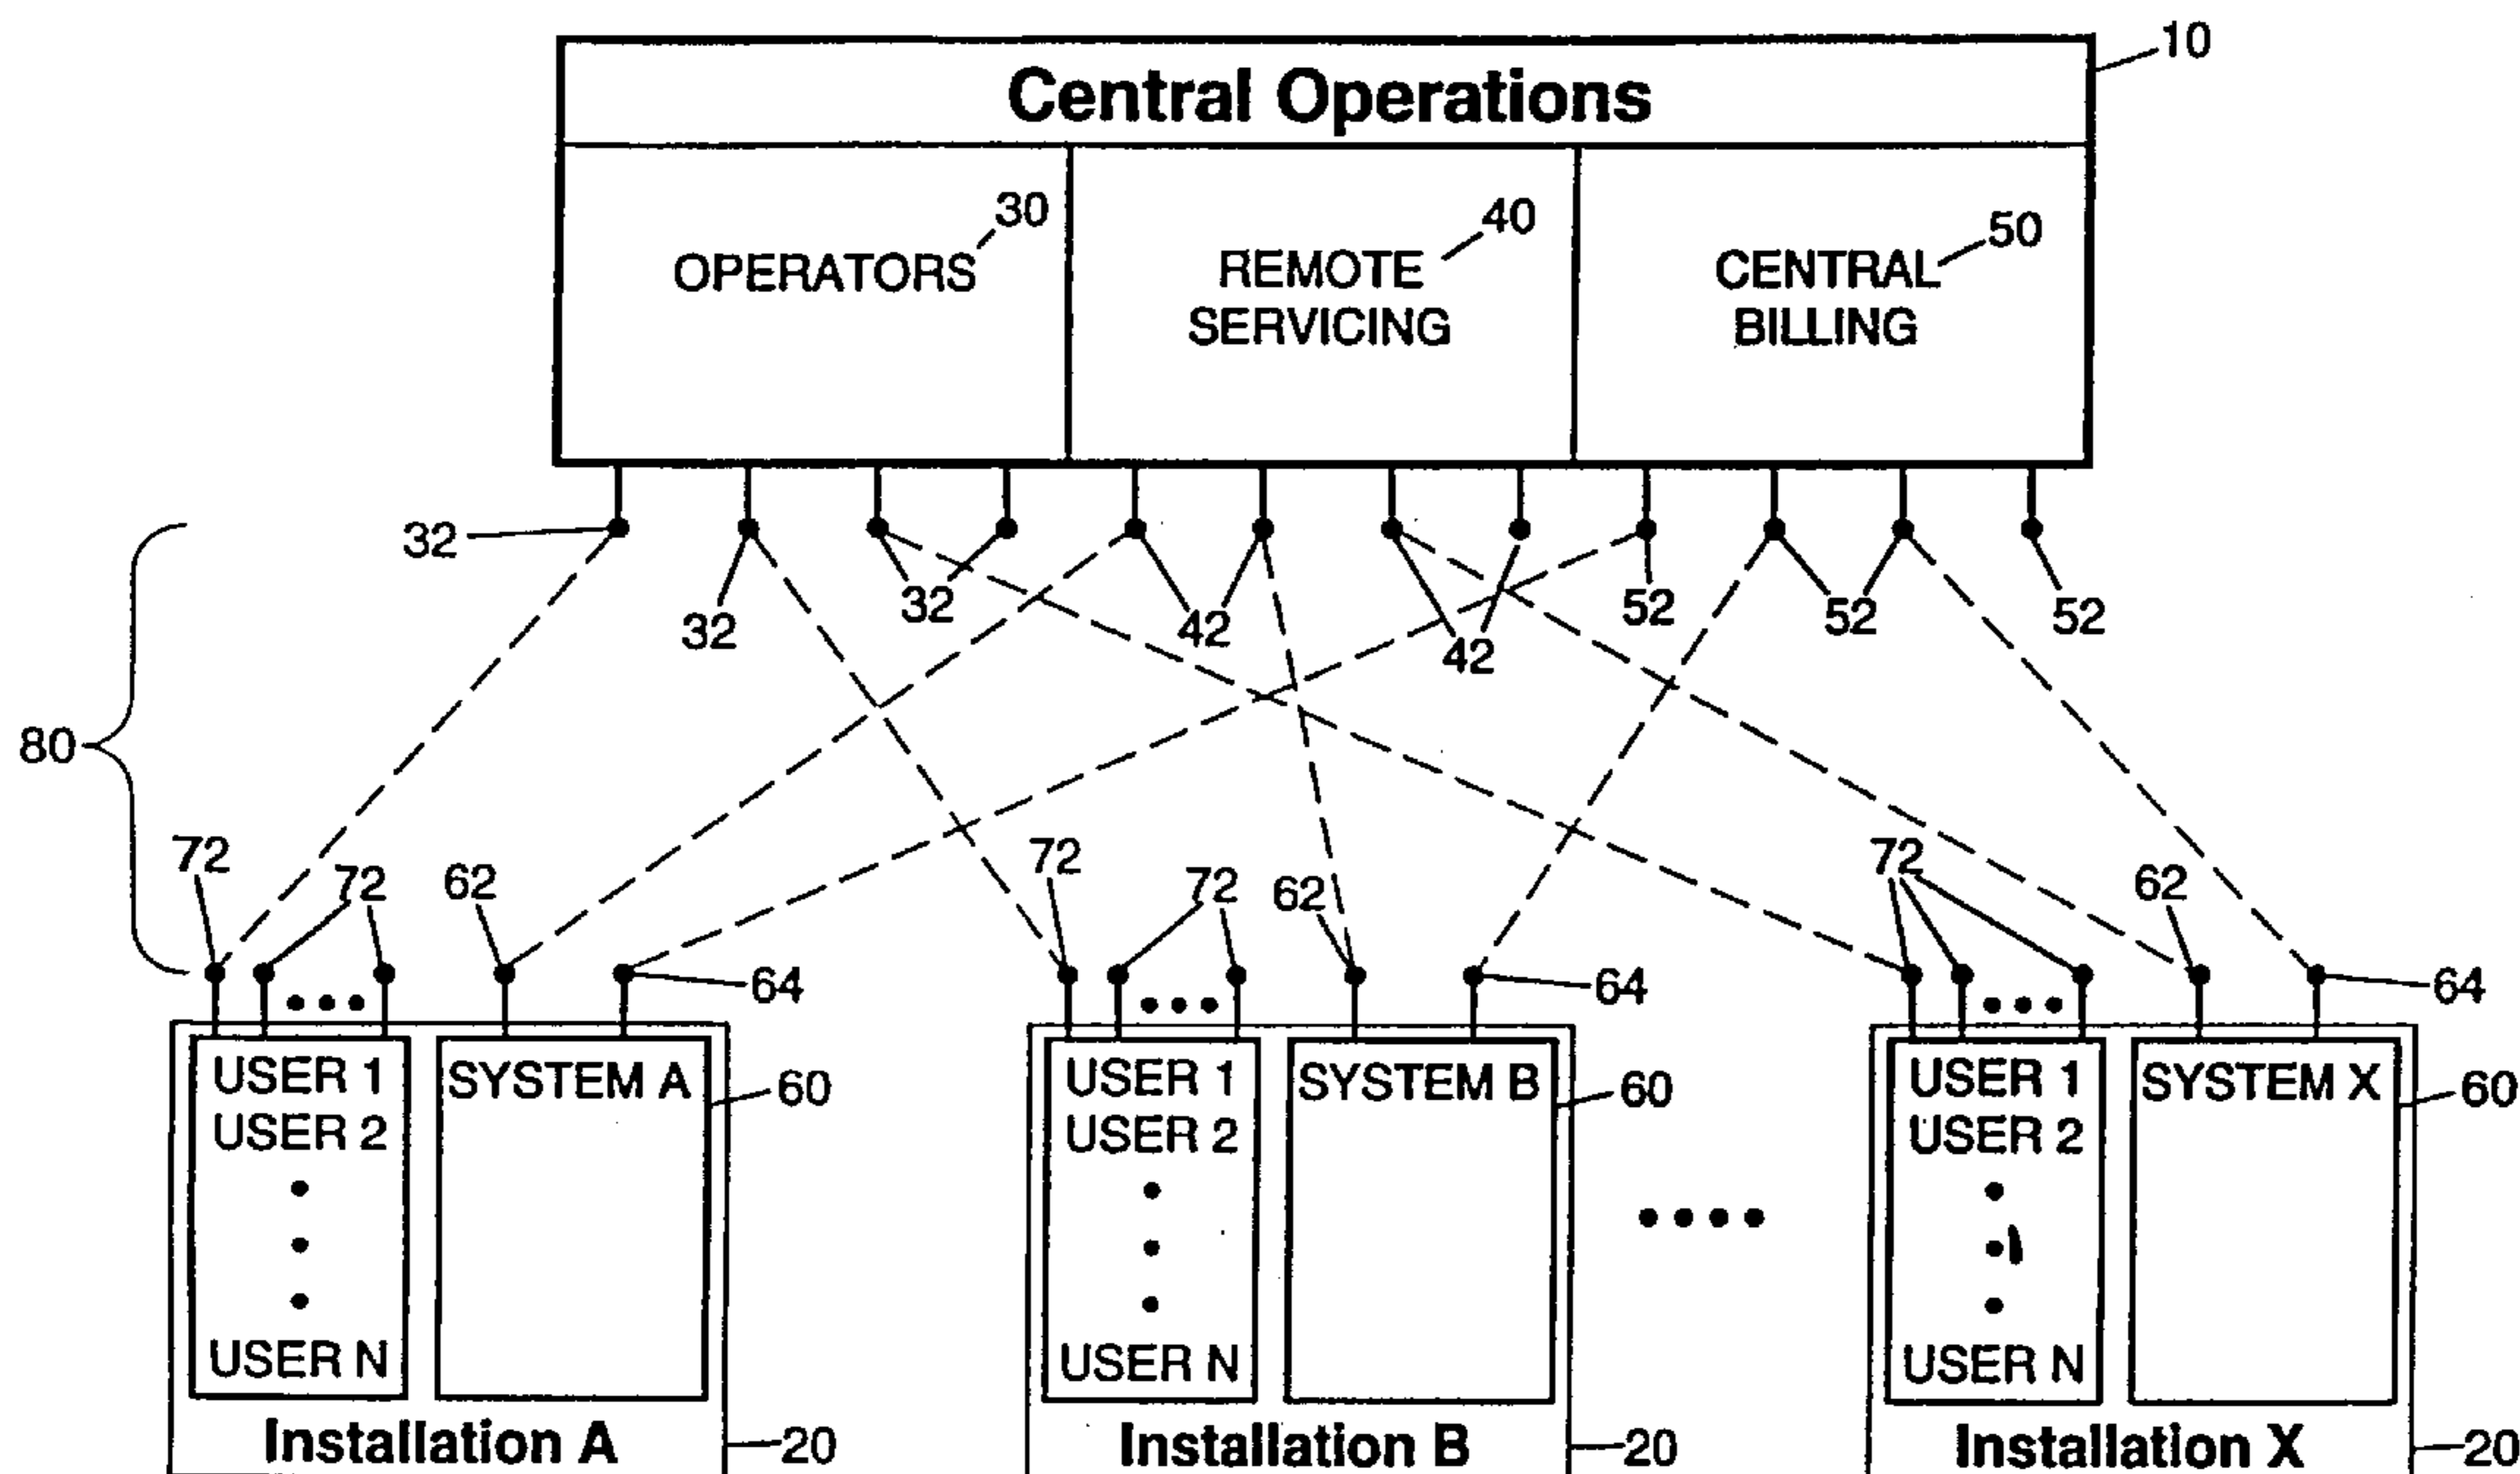 10
Central Operations
30
40
50
OPERATORS
REMOTE
SERVICING
CENTRAL
BILLING
32
32
32
42
42
52
52
52
80
72
72
62
64
72
72
62
64
72
62
64
USER 1
USER 2
USER N
SYSTEM A
60
Installation A
20
USER 1
USER 2
USER N
SYSTEM B
60
Installation B
20
USER 1
USER 2
USER N
SYSTEM X
60
Installation X
20